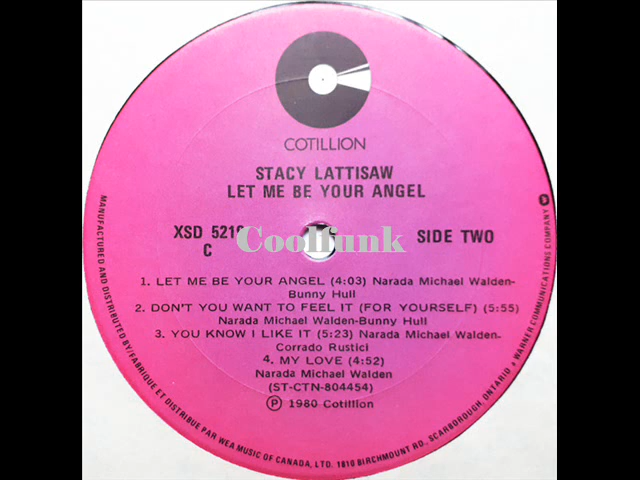 COTILLION
STACY LATTISAW
LET ME BE YOUR ANGEL
XSD 521
C
Coolfunk
SIDE TWO
1. LET ME BE YOUR ANGEL (4:03) Narada Michael Walden-
Bunny Hull
2. DON'T YOU WANT TO FEEL IT (FOR YOURSELF) (5:55)
Narada Michael Walden-Bunny Hull
3. YOU KNOW I LIKE IT (5:23) Narada Michael Walden-
Corrado Rustici
4. MY LOVE (4:52)
Narada Michael Walden
(ST-CTN-804454)
Ⓟ 1980 Cotillion
MANUFACTURED AND DISTRIBUTED BY/FABRIQUE ET DISTRIBUE PAR WEA MUSIC OF CANADA, LTD. 1810 BIRCHMOUNT RD., SCARBOROUGH, ONTARIO • A WARNER COMMUNICATIONS COMPANY